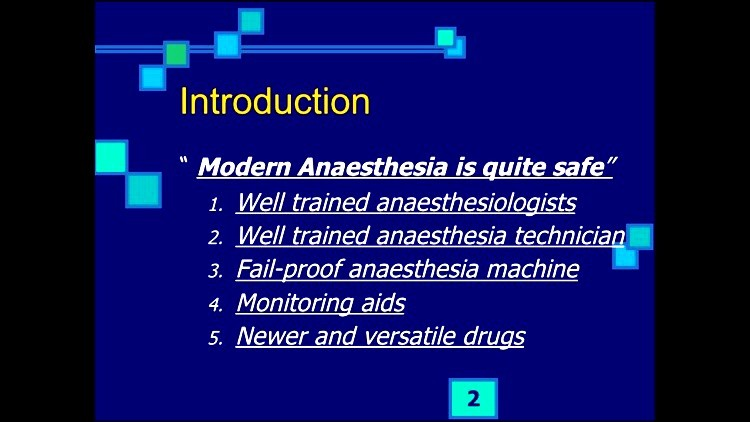 Introduction
“ Modern Anaesthesia is quite safe”
1. Well trained anaesthesiologists
2. Well trained anaesthesia technician
3. Fail-proof anaesthesia machine
4. Monitoring aids
5. Newer and versatile drugs
2